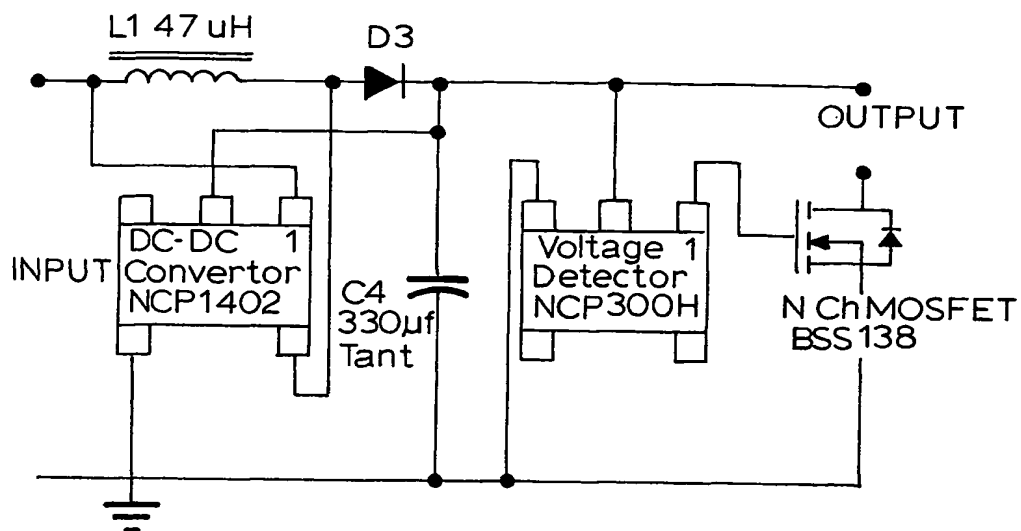 L1 47 uH
D3
OUTPUT
INPUT
DC-DC 1
Convertor
NCP1402
C4
330µf
Tant
Voltage 1
Detector
NCP300H
N Ch MOSFET
BSS138